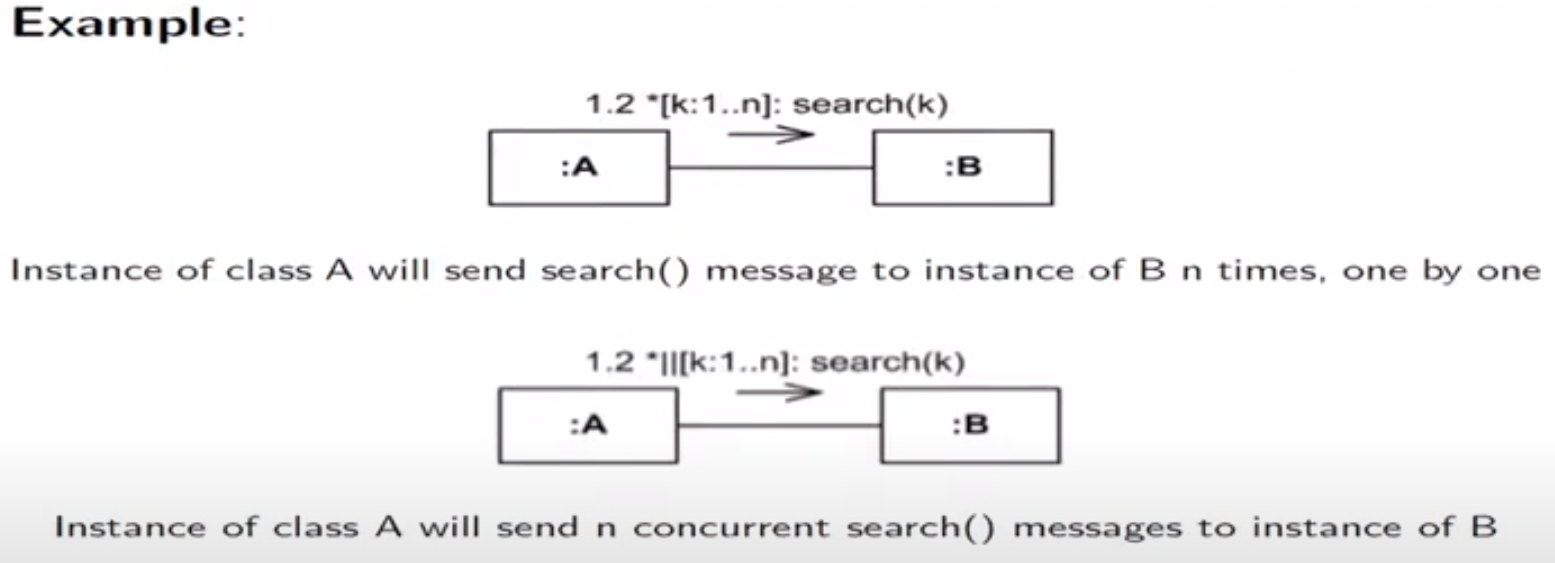 Example:
1.2 *[k:1..n]: search(k)
:A
:B
Instance of class A will send search() message to instance of B n times, one by one
1.2 *||[k:1..n]: search(k)
:A
:B
Instance of class A will send n concurrent search() messages to instance of B